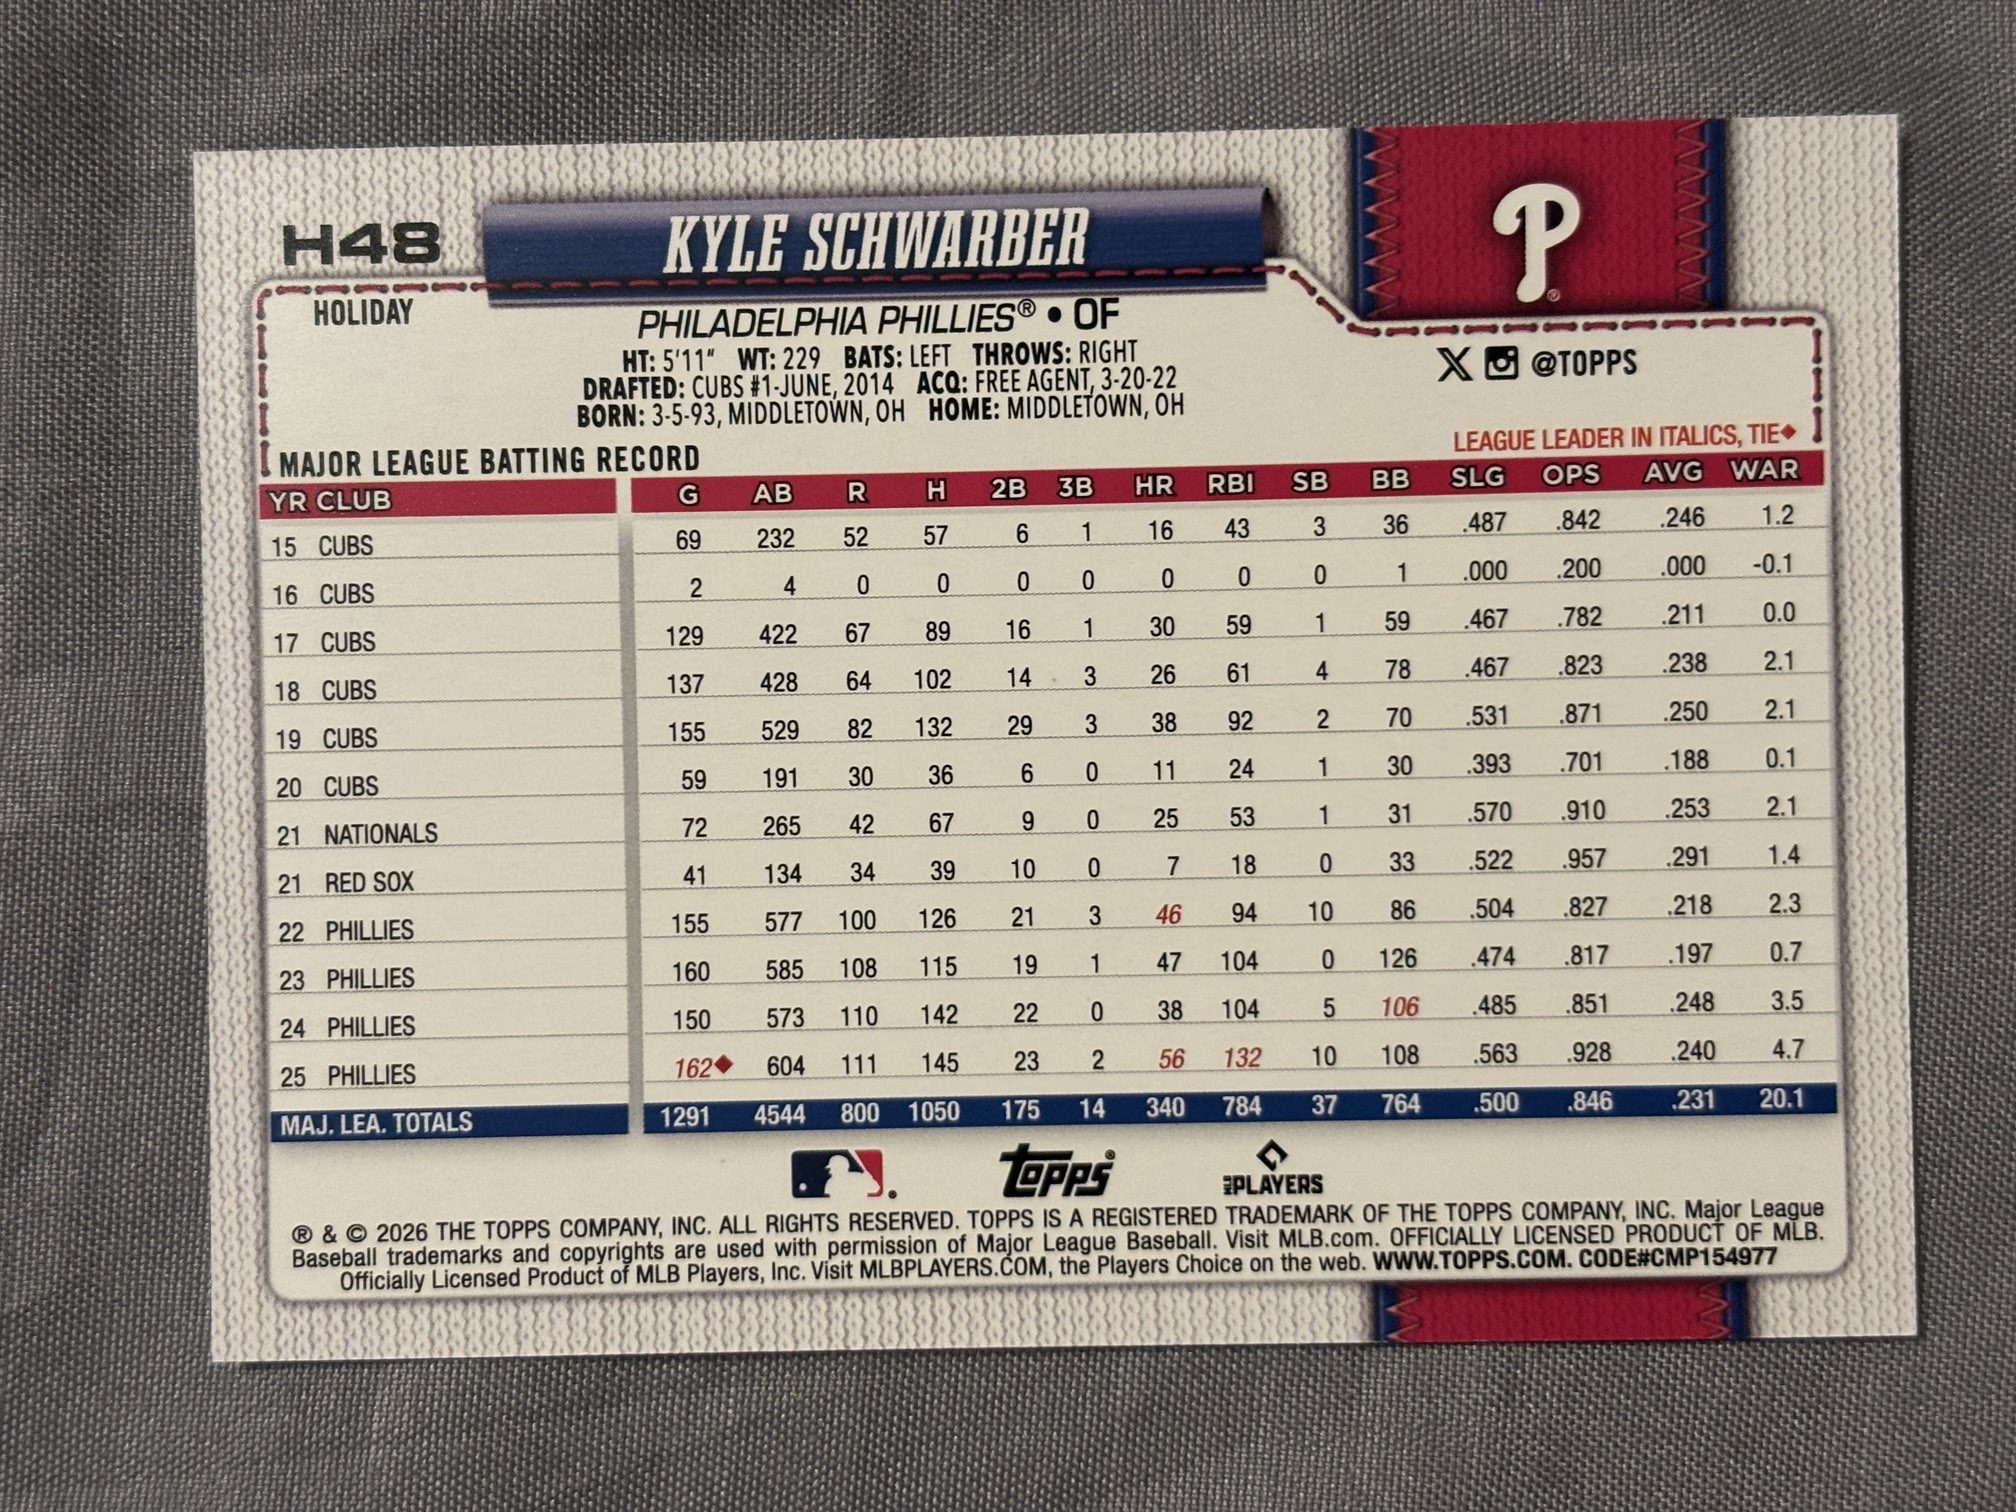 H48
KYLE SCHWARBER
P®
HOLIDAY
PHILADELPHIA PHILLIES® • OF
HT: 5'11" WT: 229 BATS: LEFT THROWS: RIGHT
DRAFTED: CUBS #1-JUNE, 2014 ACQ: FREE AGENT, 3-20-22
BORN: 3-5-93, MIDDLETOWN, OH HOME: MIDDLETOWN, OH
X @TOPPS
MAJOR LEAGUE BATTING RECORD
LEAGUE LEADER IN ITALICS, TIE◆
YR CLUB G AB R H 2B 3B HR RBI SB BB SLG OPS AVG WAR
15 CUBS 69 232 52 57 6 1 16 43 3 36 .487 .842 .246 1.2
16 CUBS 2 4 0 0 0 0 0 0 0 1 .000 .200 .000 -0.1
17 CUBS 129 422 67 89 16 1 30 59 1 59 .467 .782 .211 0.0
18 CUBS 137 428 64 102 14 3 26 61 4 78 .467 .823 .238 2.1
19 CUBS 155 529 82 132 29 3 38 92 2 70 .531 .871 .250 2.1
20 CUBS 59 191 30 36 6 0 11 24 1 30 .393 .701 .188 0.1
21 NATIONALS 72 265 42 67 9 0 25 53 1 31 .570 .910 .253 2.1
21 RED SOX 41 134 34 39 10 0 7 18 0 33 .522 .957 .291 1.4
22 PHILLIES 155 577 100 126 21 3 46 94 10 86 .504 .827 .218 2.3
23 PHILLIES 160 585 108 115 19 1 47 104 0 126 .474 .817 .197 0.7
24 PHILLIES 150 573 110 142 22 0 38 104 5 106 .485 .851 .248 3.5
25 PHILLIES 162◆ 604 111 145 23 2 56 132 10 108 .563 .928 .240 4.7
MAJ. LEA. TOTALS 1291 4544 800 1050 175 14 340 784 37 764 .500 .846 .231 20.1
Topps®
PLAYERS
® & © 2026 THE TOPPS COMPANY, INC. ALL RIGHTS RESERVED. TOPPS IS A REGISTERED TRADEMARK OF THE TOPPS COMPANY, INC. Major League
Baseball trademarks and copyrights are used with permission of Major League Baseball. Visit MLB.com. OFFICIALLY LICENSED PRODUCT OF MLB.
Officially Licensed Product of MLB Players, Inc. Visit MLBPLAYERS.COM, the Players Choice on the web. WWW.TOPPS.COM. CODE#CMP154977